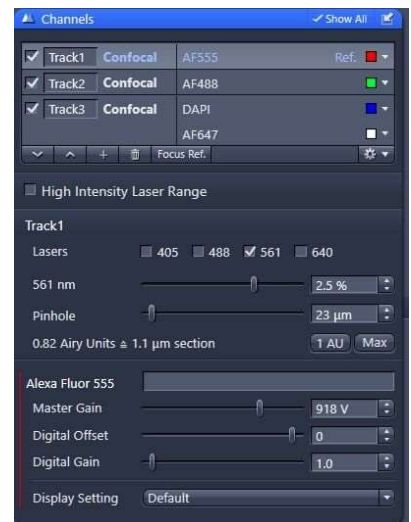 Channels Show All
Track1 Confocal AF555 Ref.
Track2 Confocal AF488
Track3 Confocal DAPI
AF647
+ Focus Ref.
High Intensity Laser Range
Track1
Lasers 405 488 561 640
561 nm 2.5 %
Pinhole 23 µm
0.82 Airy Units ≙ 1.1 µm section 1 AU Max
Alexa Fluor 555
Master Gain 918 V
Digital Offset 0
Digital Gain 1.0
Display Setting Default